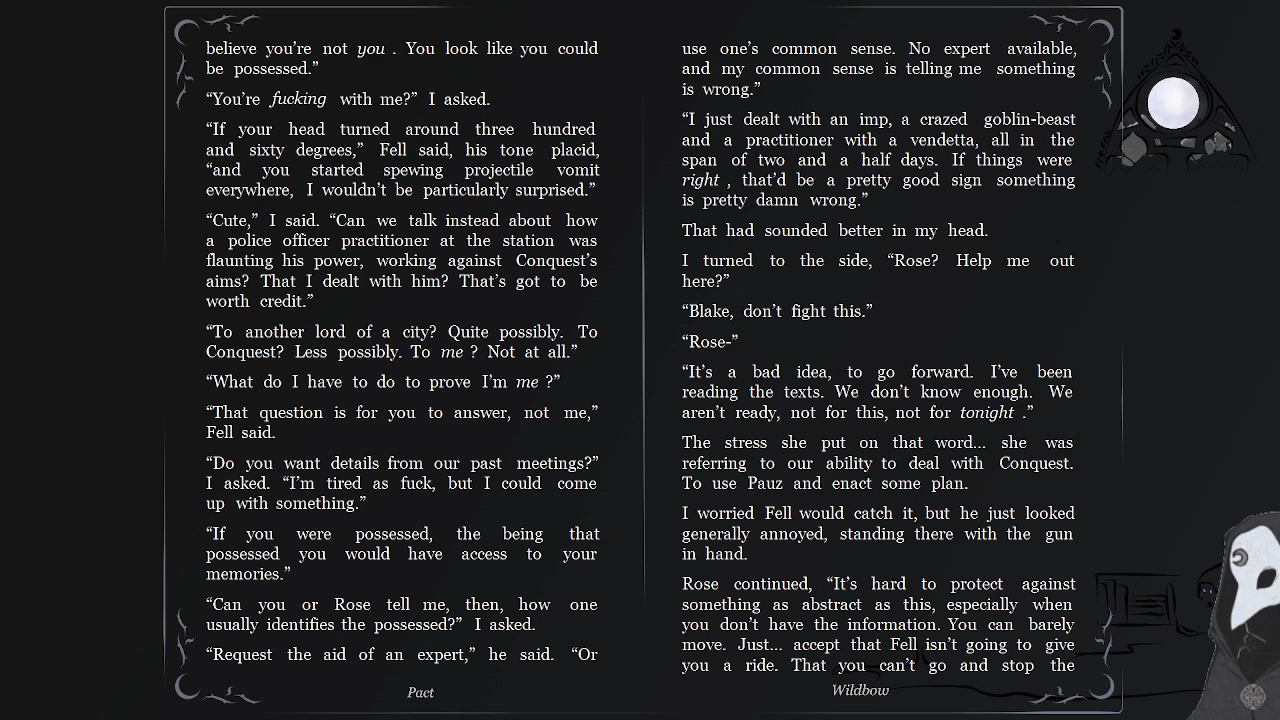 believe you're not you . You look like you could
be possessed."
"You're fucking with me?" I asked.
"If your head turned around three hundred
and sixty degrees," Fell said, his tone placid,
"and you started spewing projectile vomit
everywhere, I wouldn't be particularly surprised."
"Cute," I said. "Can we talk instead about how
a police officer practitioner at the station was
flaunting his power, working against Conquest's
aims? That I dealt with him? That's got to be
worth credit."
"To another lord of a city? Quite possibly. To
Conquest? Less possibly. To me ? Not at all."
"What do I have to do to prove I'm me ?"
"That question is for you to answer, not me,"
Fell said.
"Do you want details from our past meetings?"
I asked. "I'm tired as fuck, but I could come
up with something."
"If you were possessed, the being that
possessed you would have access to your
memories."
"Can you or Rose tell me, then, how one
usually identifies the possessed?" I asked.
"Request the aid of an expert," he said. "Or
Pact
use one's common sense. No expert available,
and my common sense is telling me something
is wrong."
"I just dealt with an imp, a crazed goblin-beast
and a practitioner with a vendetta, all in the
span of two and a half days. If things were
right , that'd be a pretty good sign something
is pretty damn wrong."
That had sounded better in my head.
I turned to the side, "Rose? Help me out
here?"
"Blake, don't fight this."
"Rose-"
"It's a bad idea, to go forward. I've been
reading the texts. We don't know enough. We
aren't ready, not for this, not for tonight ."
The stress she put on that word... she was
referring to our ability to deal with Conquest.
To use Pauz and enact some plan.
I worried Fell would catch it, but he just looked
generally annoyed, standing there with the gun
in hand.
Rose continued, "It's hard to protect against
something as abstract as this, especially when
you don't have the information. You can barely
move. Just... accept that Fell isn't going to give
you a ride. That you can't go and stop the
Wildbow